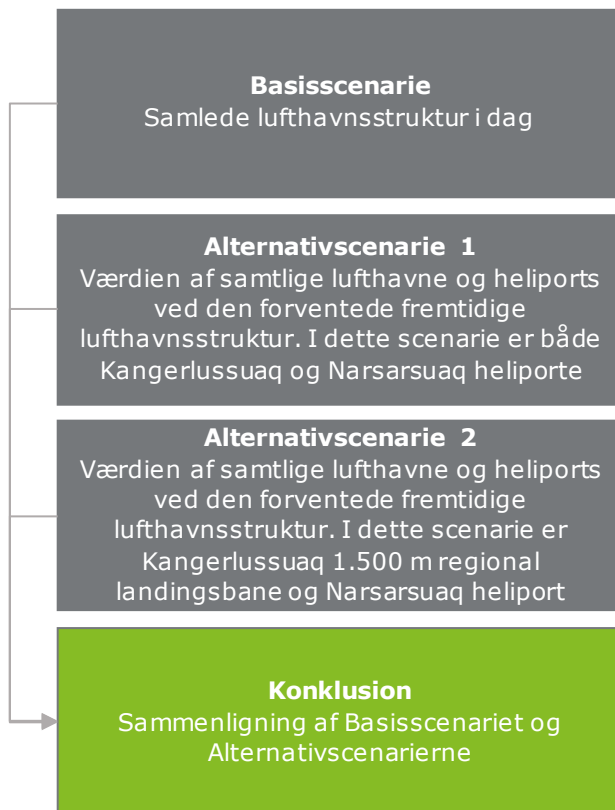 Basisscenarie
Samlede lufthavnsstruktur i dag
Alternativscenarie 1
Værdien af samtlige lufthavne og heliports
ved den forventede fremtidige
lufthavnsstruktur. I dette scenarie er både
Kangerlussuaq og Narsarsuaq heliporte
Alternativscenarie 2
Værdien af samtlige lufthavne og heliports
ved den forventede fremtidige
lufthavnsstruktur. I dette scenarie er
Kangerlussuaq 1.500 m regional
landingsbane og Narsarsuaq heliport
Konklusion
Sammenligning af Basisscenariet og
Alternativscenarierne